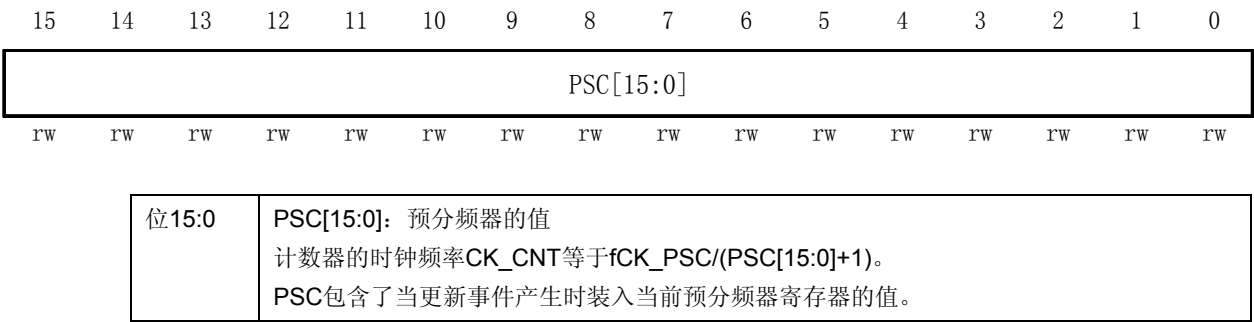 15 14 13 12 11 10 9 8 7 6 5 4 3 2 1 0
PSC[15:0]
rw rw rw rw rw rw rw rw rw rw rw rw rw rw rw rw
位15:0 PSC[15:0]：预分频器的值
计数器的时钟频率CK_CNT等于fCK_PSC/(PSC[15:0]+1)。
PSC包含了当更新事件产生时装入当前预分频器寄存器的值。